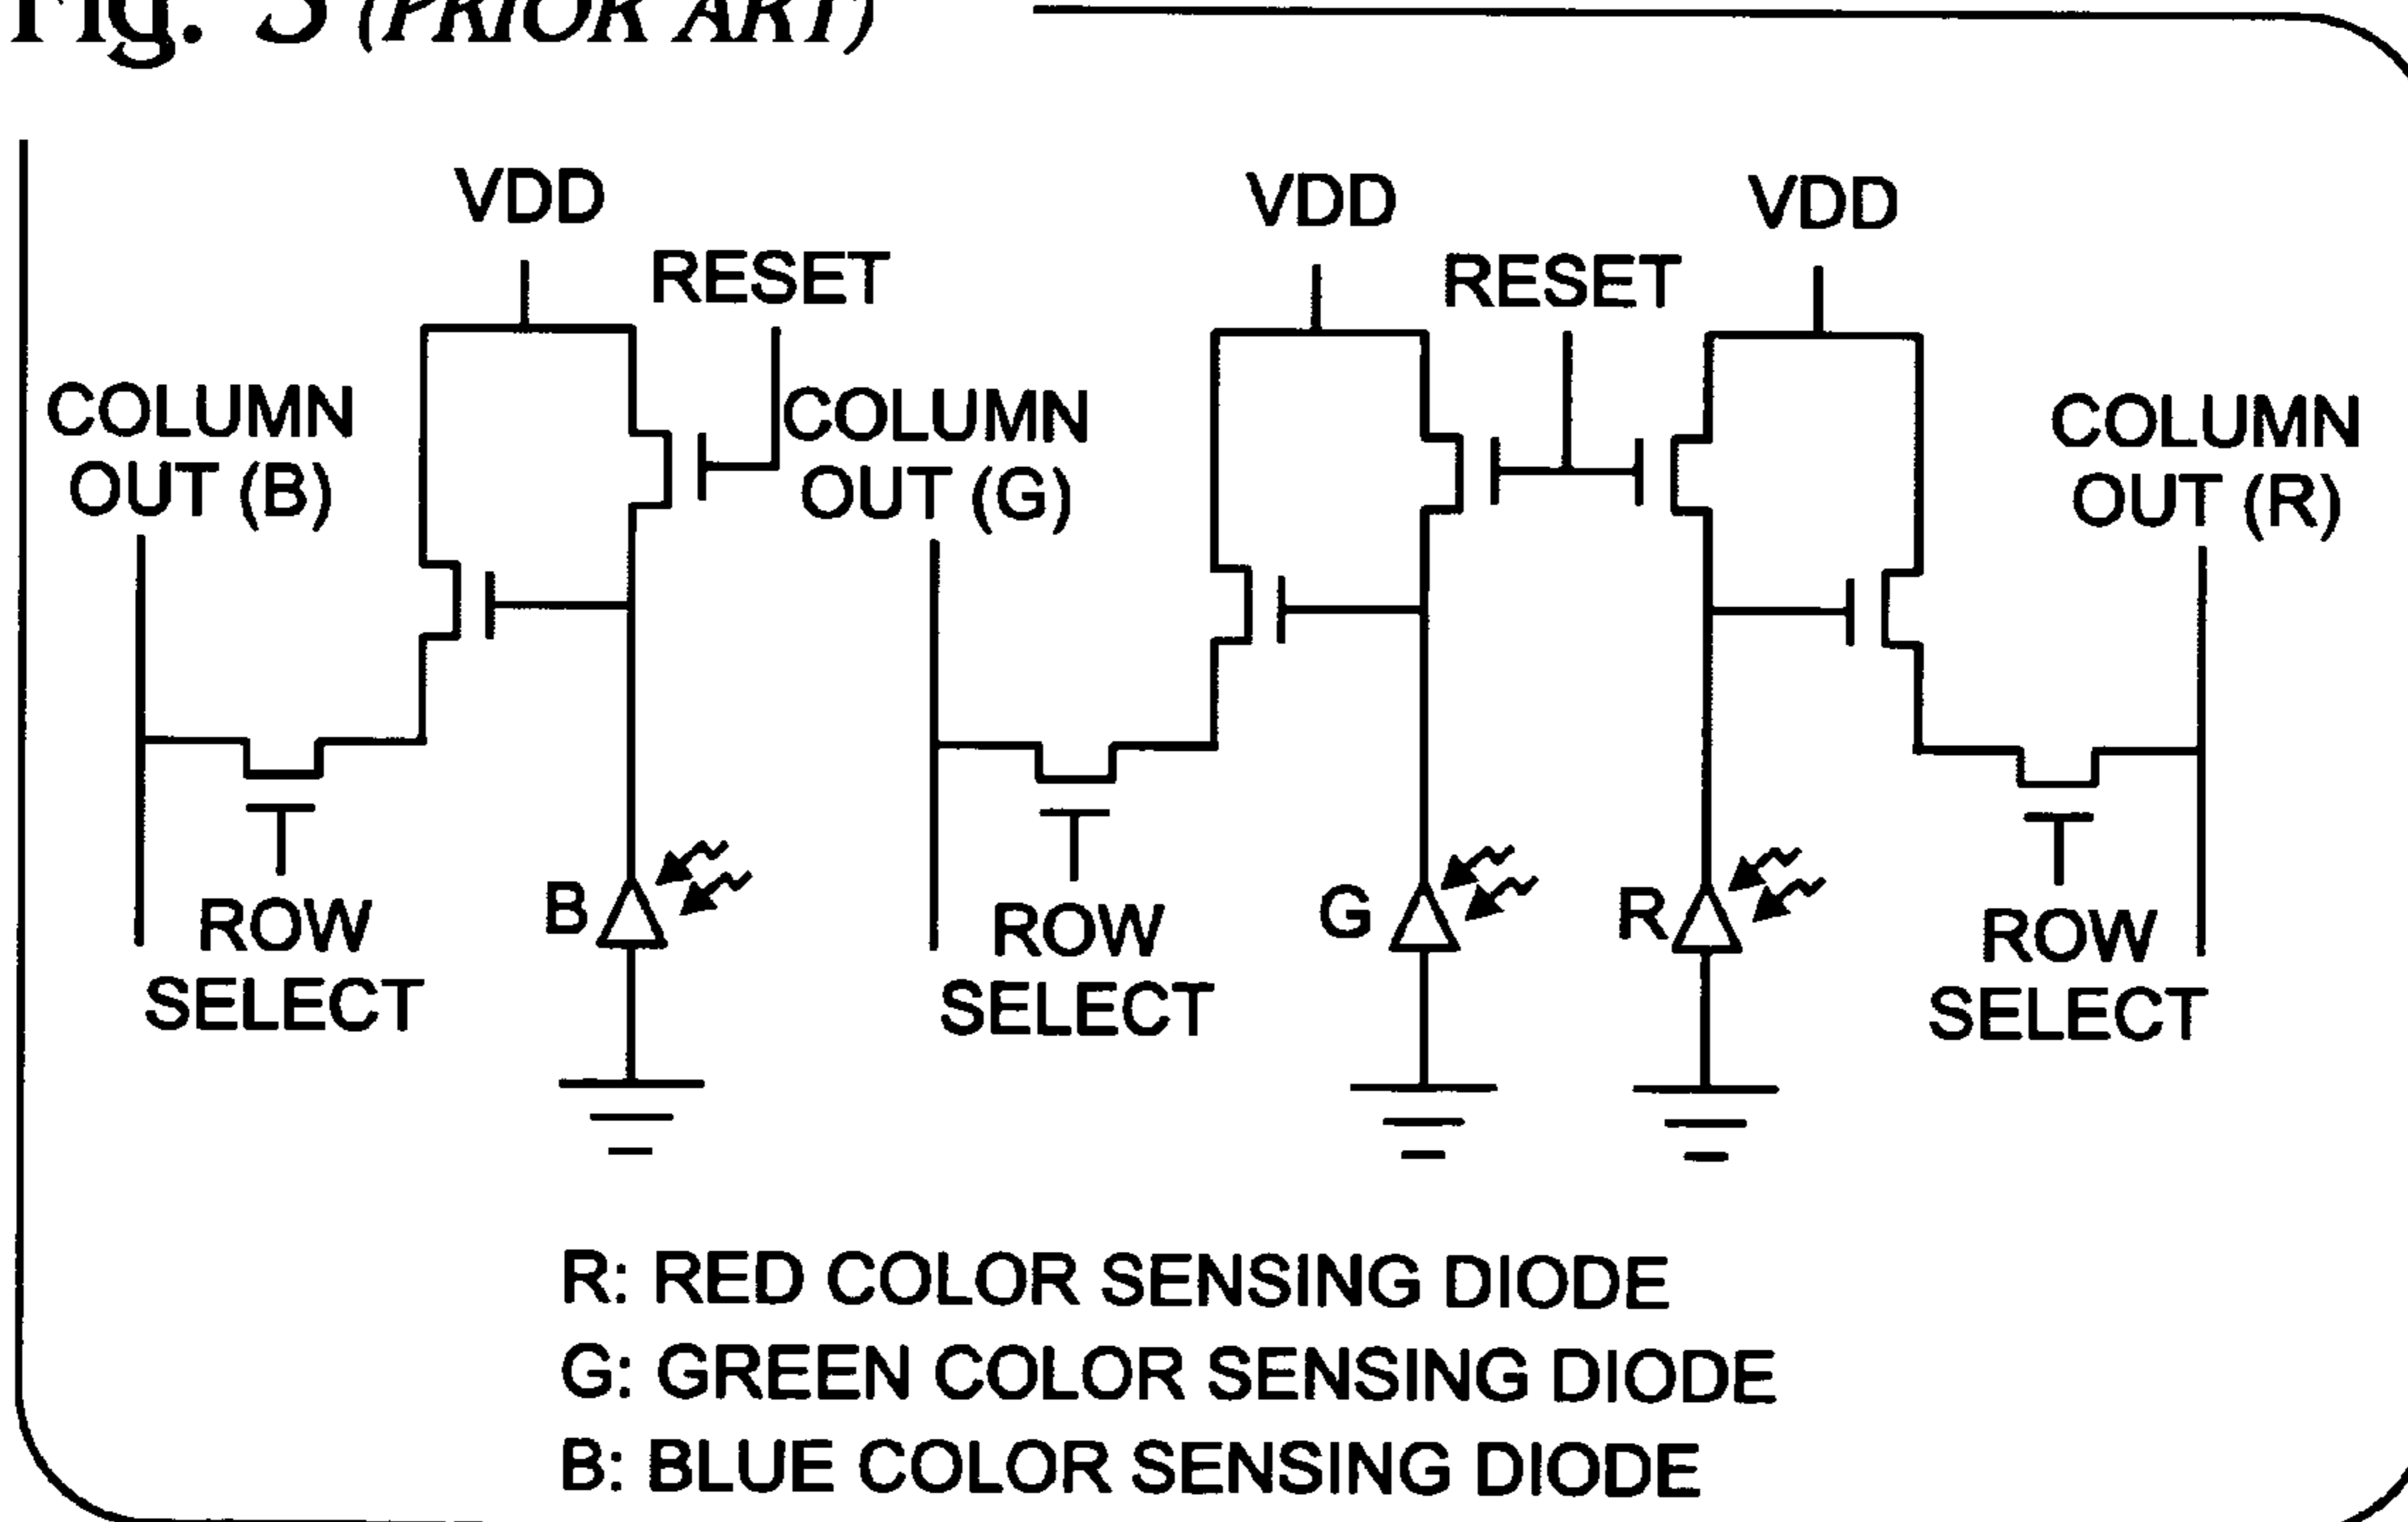 Fig. 3 (PRIOR ART)
VDD
RESET
VDD
RESET
VDD
COLUMN
OUT (B)
COLUMN
OUT (G)
COLUMN
OUT (R)
B
G
R
ROW
SELECT
ROW
SELECT
ROW
SELECT
R: RED COLOR SENSING DIODE
G: GREEN COLOR SENSING DIODE
B: BLUE COLOR SENSING DIODE